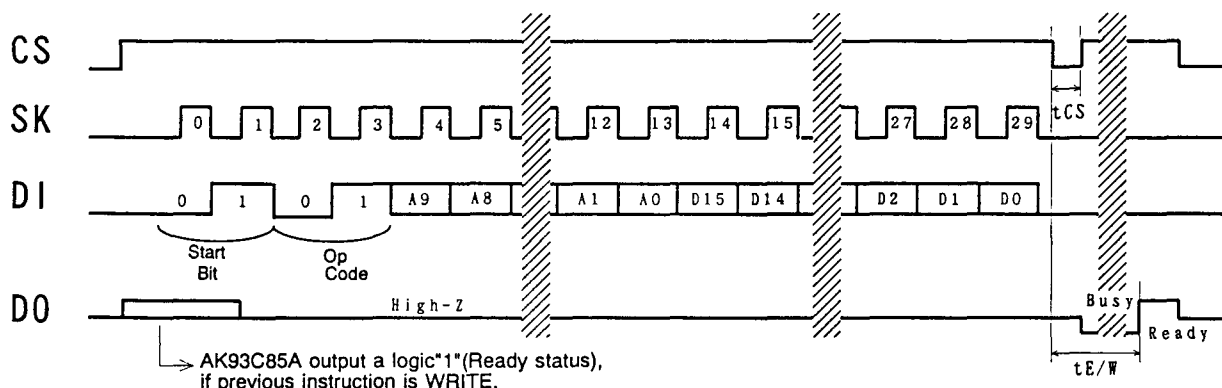 CS
tCS
SK 0 1 2 3 4 5 12 13 14 15 27 28 29
DI 0 1 0 1 A9 A8 A1 A0 D15 D14 D2 D1 D0
Start
Bit
Op
Code
DO High-Z Busy Ready
tE/W
AK93C85A output a logic"1"(Ready status),
if previous instruction is WRITE.